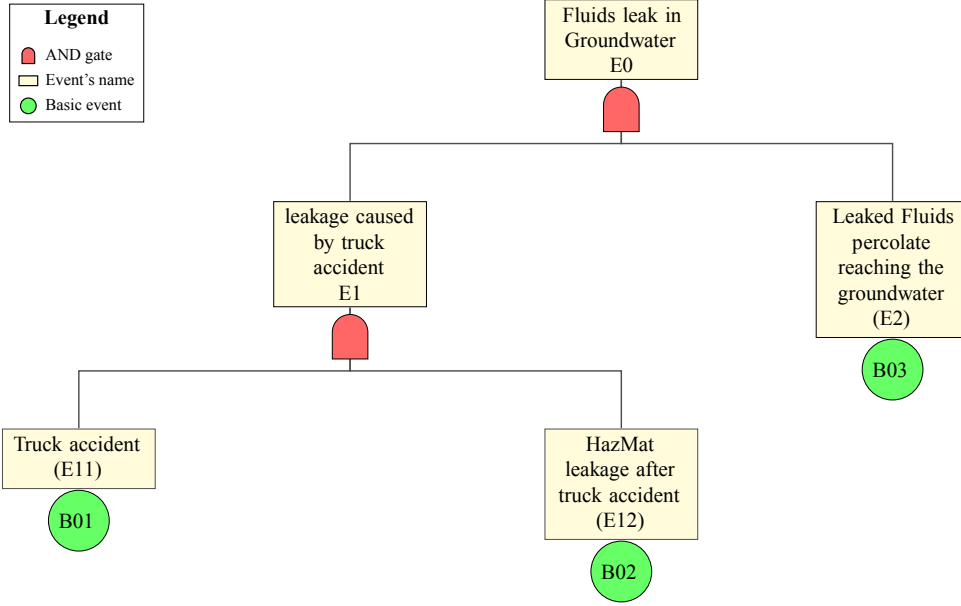 Legend
AND gate
Event's name
Basic event
Fluids leak in
Groundwater
E0
leakage caused
by truck
accident
E1
Leaked Fluids
percolate
reaching the
groundwater
(E2)
B03
Truck accident
(E11)
B01
HazMat
leakage after
truck accident
(E12)
B02